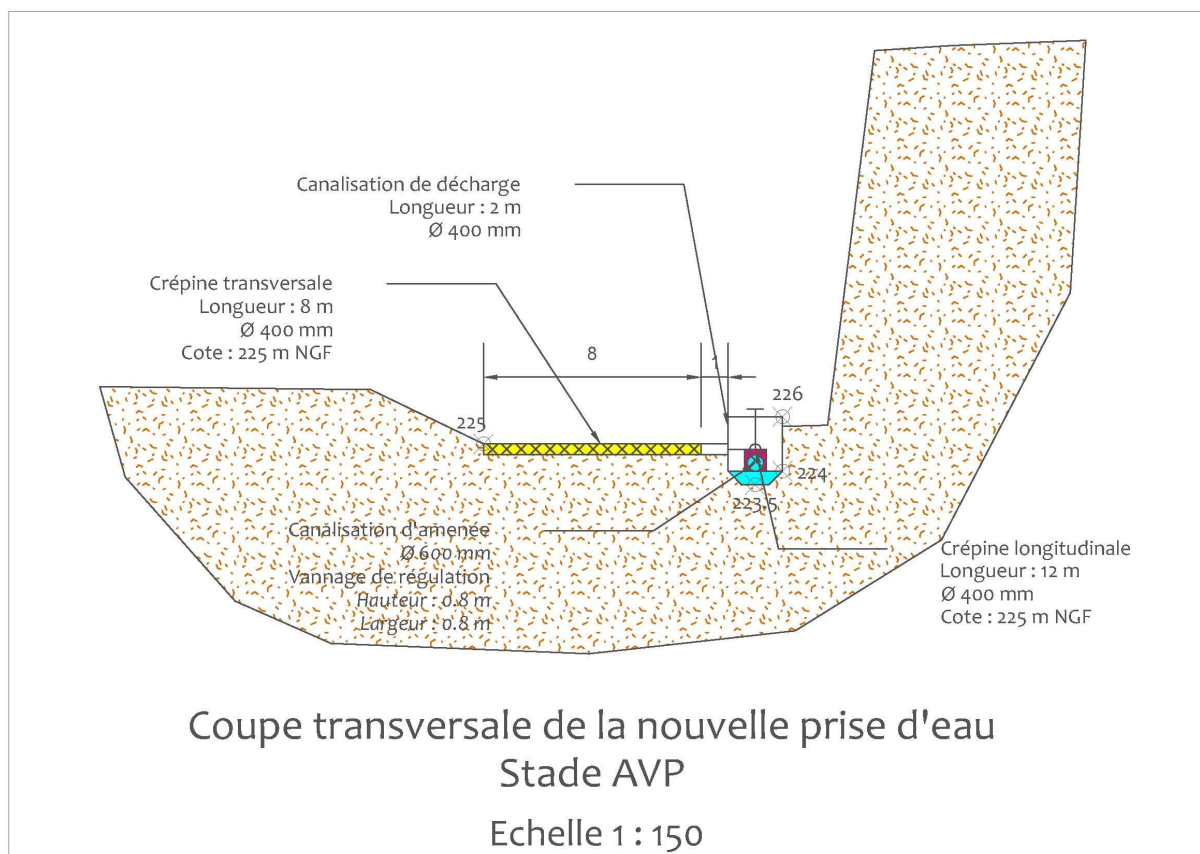 Canalisation de décharge
Longueur : 2 m
Ø 400 mm
Crépine transversale
Longueur : 8 m
Ø 400 mm
Cote : 225 m NGF
8
1
226
225
224
223.5
Canalisation d'amenée
Ø 600 mm
Vannage de régulation
Hauteur : 0.8 m
Largeur : 0.8 m
Crépine longitudinale
Longueur : 12 m
Ø 400 mm
Cote : 225 m NGF
Coupe transversale de la nouvelle prise d'eau
Stade AVP
Echelle 1 : 150